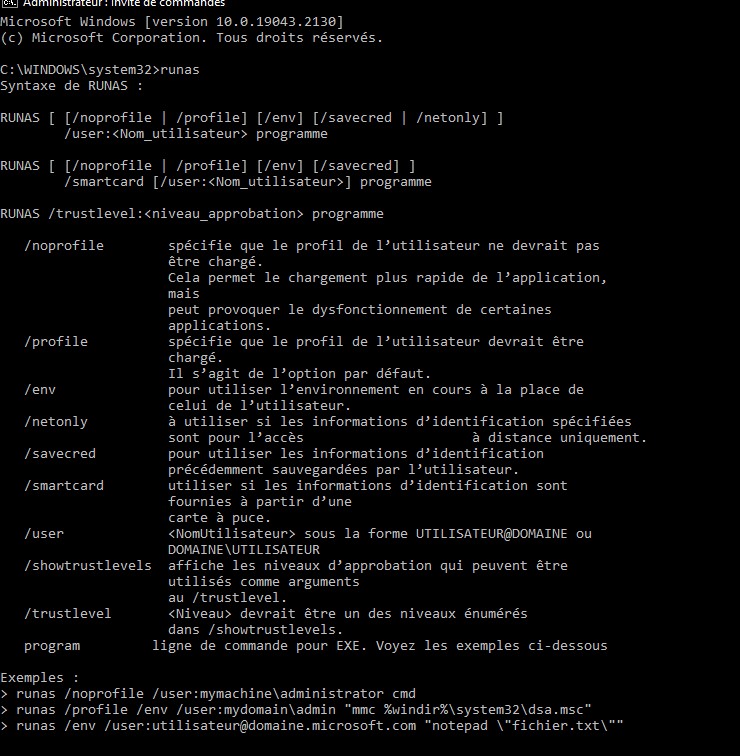 Administrateur : Invite de commandes
Microsoft Windows [version 10.0.19043.2130]
(c) Microsoft Corporation. Tous droits réservés.
C:\WINDOWS\system32>runas
Syntaxe de RUNAS :
RUNAS [ [/noprofile | /profile] [/env] [/savecred | /netonly] ]
/user:<Nom_utilisateur> programme
RUNAS [ [/noprofile | /profile] [/env] [/savecred] ]
/smartcard [/user:<Nom_utilisateur>] programme
RUNAS /trustlevel:<niveau_approbation> programme
/noprofile spécifie que le profil de l’utilisateur ne devrait pas
être chargé.
Cela permet le chargement plus rapide de l’application,
mais
peut provoquer le dysfonctionnement de certaines
applications.
/profile spécifie que le profil de l’utilisateur devrait être
chargé.
Il s’agit de l’option par défaut.
/env pour utiliser l’environnement en cours à la place de
celui de l’utilisateur.
/netonly à utiliser si les informations d’identification spécifiées
sont pour l’accès à distance uniquement.
/savecred pour utiliser les informations d’identification
précédemment sauvegardées par l’utilisateur.
/smartcard utiliser si les informations d’identification sont
fournies à partir d’une
carte à puce.
/user <NomUtilisateur> sous la forme UTILISATEUR@DOMAINE ou
DOMAINE\UTILISATEUR
/showtrustlevels affiche les niveaux d’approbation qui peuvent être
utilisés comme arguments
au /trustlevel.
/trustlevel <Niveau> devrait être un des niveaux énumérés
dans /showtrustlevels.
program ligne de commande pour EXE. Voyez les exemples ci-dessous
Exemples :
> runas /noprofile /user:mymachine\administrator cmd
> runas /profile /env /user:mydomain\admin "mmc %windir%\system32\dsa.msc"
> runas /env /user:utilisateur@domaine.microsoft.com "notepad \"fichier.txt\""